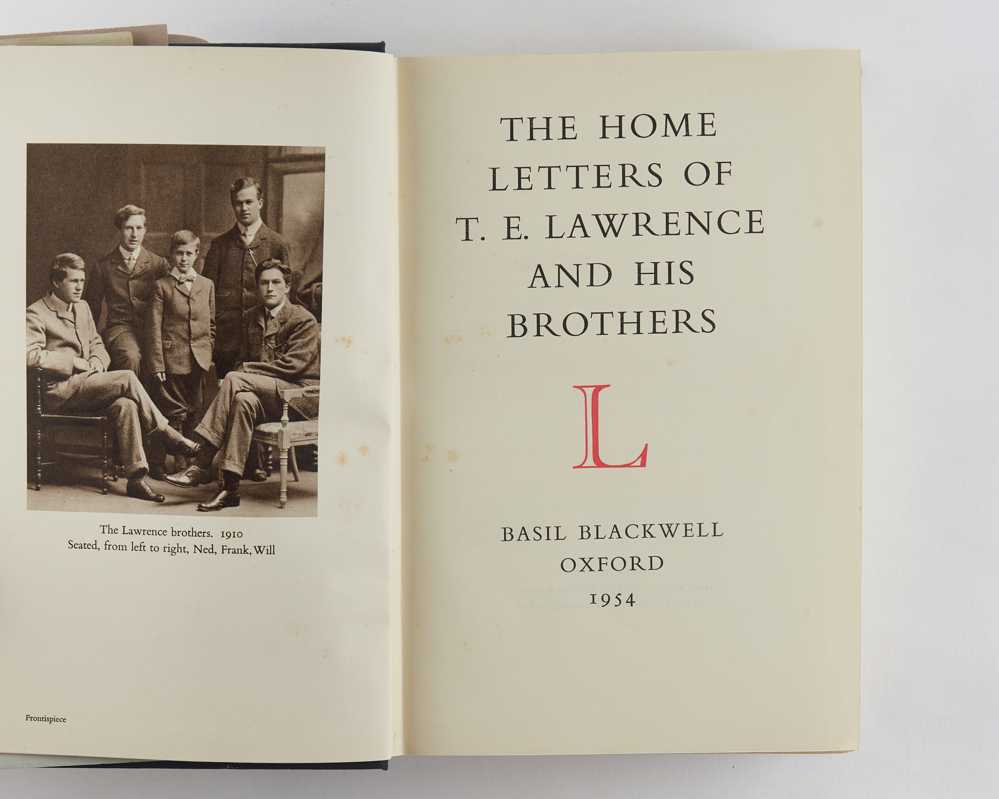 The Lawrence brothers. 1910
Seated, from left to right, Ned, Frank, Will
Frontispiece
THE HOME
LETTERS OF
T. E. LAWRENCE
AND HIS
BROTHERS
L
BASIL BLACKWELL
OXFORD
1954